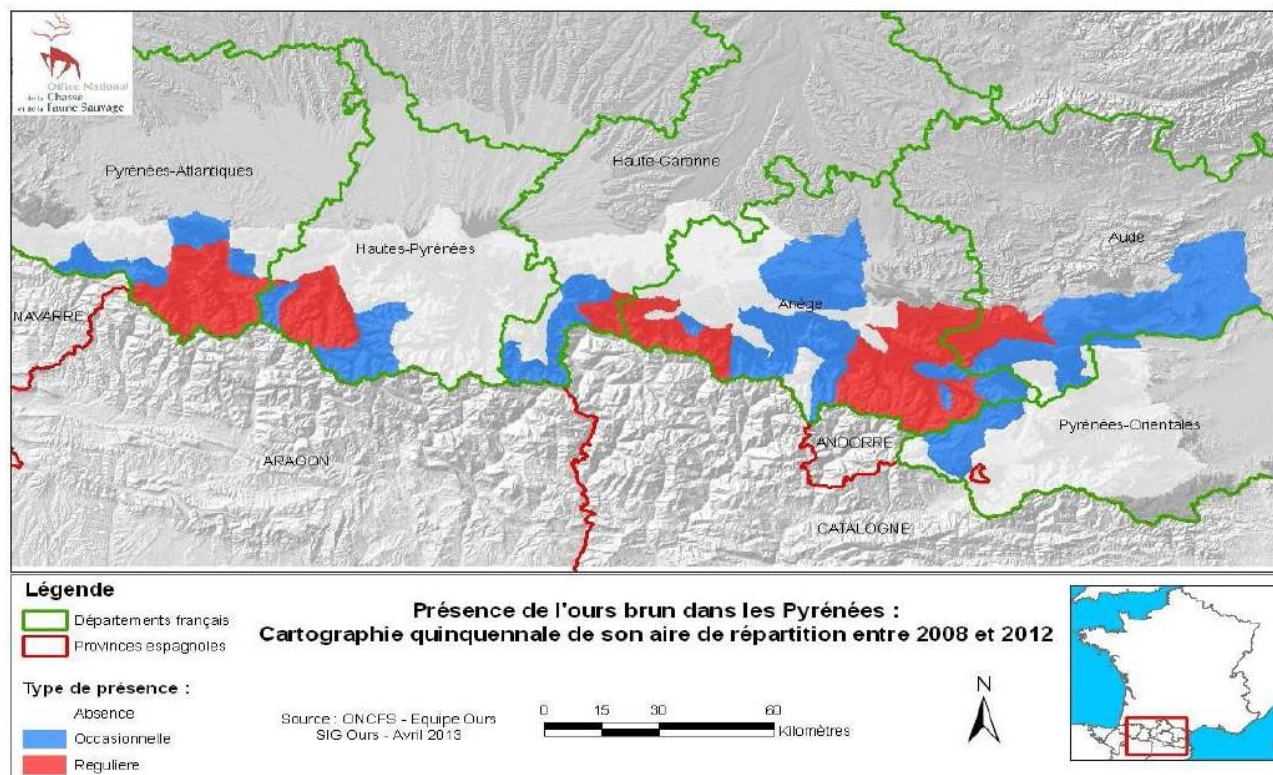 Office National
de la Chasse
et de la Faune Sauvage
Pyrénées-Atlantiques
Haute-Garonne
Hautes-Pyrénées
Aude
Ariège
NAVARRE
Pyrénées-Orientales
ANDORRE
ARAGON
CATALOGNE
Légende
Départements français
Provinces espagnoles
Type de présence :
Absence
Occasionnelle
Reguliere
Présence de l'ours brun dans les Pyrénées :
Cartographie quinquennale de son aire de répartition entre 2008 et 2012
Source : ONCFS - Equipe Ours
SIG Ours - Avril 2013
0 15 30 60
Kilomètres
N